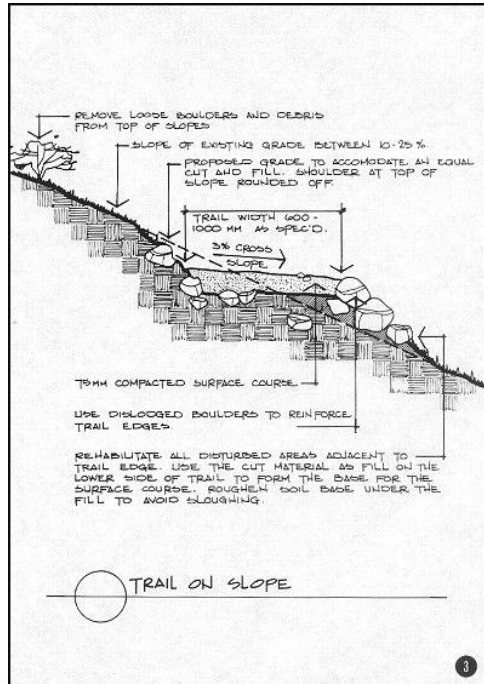 REMOVE LOOSE BOULDERS AND DEBRIS
FROM TOP OF SLOPES
SLOPE OF EXISTING GRADE BETWEEN 10-25%.
PROPOSED GRADE TO ACCOMODATE AN EQUAL
CUT AND FILL. SHOULDER AT TOP OF
SLOPE ROUNDED OFF.
TRAIL WIDTH 600-
1000 MM AS SPEC'D.
3% CROSS
SLOPE
75MM COMPACTED SURFACE COURSE
USE DISLODGED BOULDERS TO REINFORCE
TRAIL EDGES
REHABILITATE ALL DISTURBED AREAS ADJACENT TO
TRAIL EDGE. USE THE CUT MATERIAL AS FILL ON THE
LOWER SIDE OF TRAIL TO FORM THE BASE FOR THE
SURFACE COURSE. ROUGHEN SOIL BASE UNDER THE
FILL TO AVOID SLOUGHING.
TRAIL ON SLOPE
3